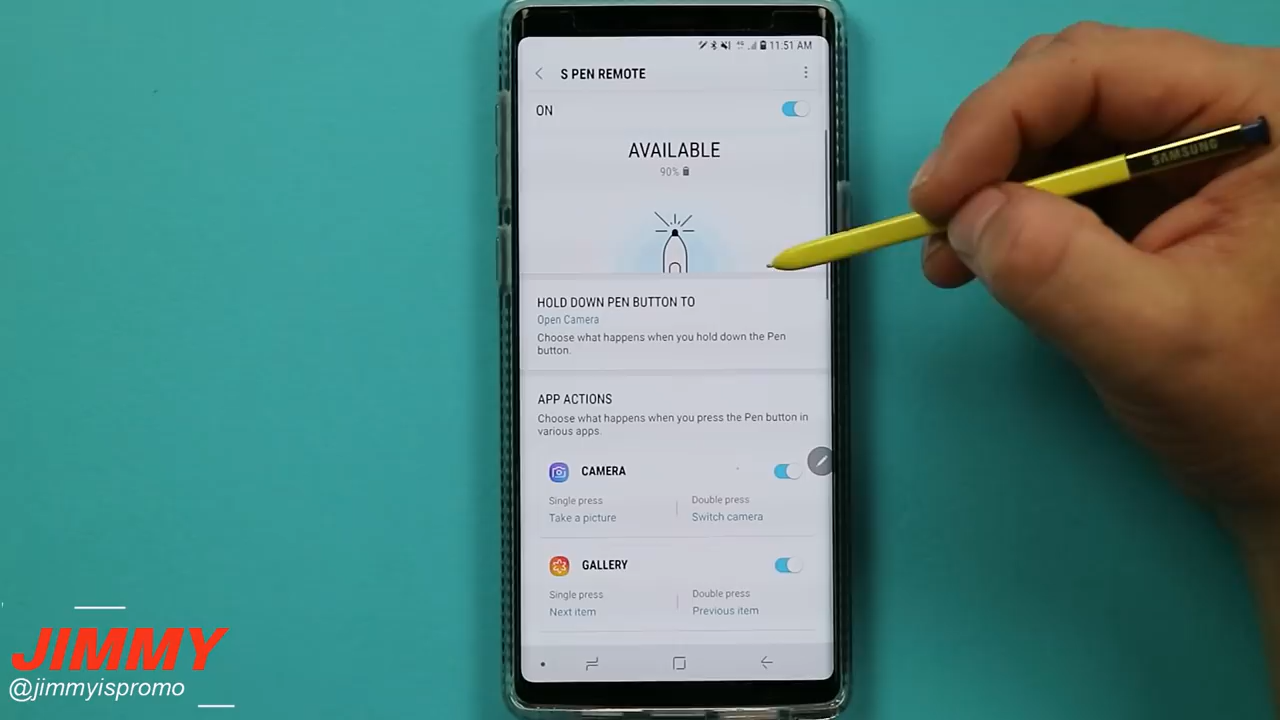 11:51 AM
S PEN REMOTE
ON
AVAILABLE
90%
SAMSUNG
HOLD DOWN PEN BUTTON TO
Open Camera
Choose what happens when you hold down the Pen
button.
APP ACTIONS
Choose what happens when you press the Pen button in
various apps.
CAMERA
Single press
Double press
Take a picture
Switch camera
GALLERY
Single press
Double press
Next item
Previous item
JIMMY
@jimmyispromo